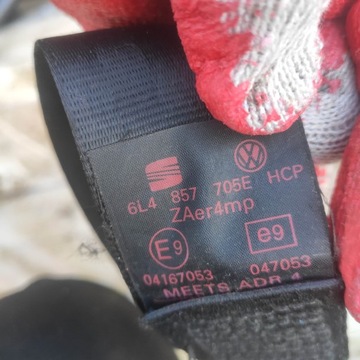 6L4 857 705E HCP
ZAer4mp
E9 e9
04167053 047053
MEETS ADR 4